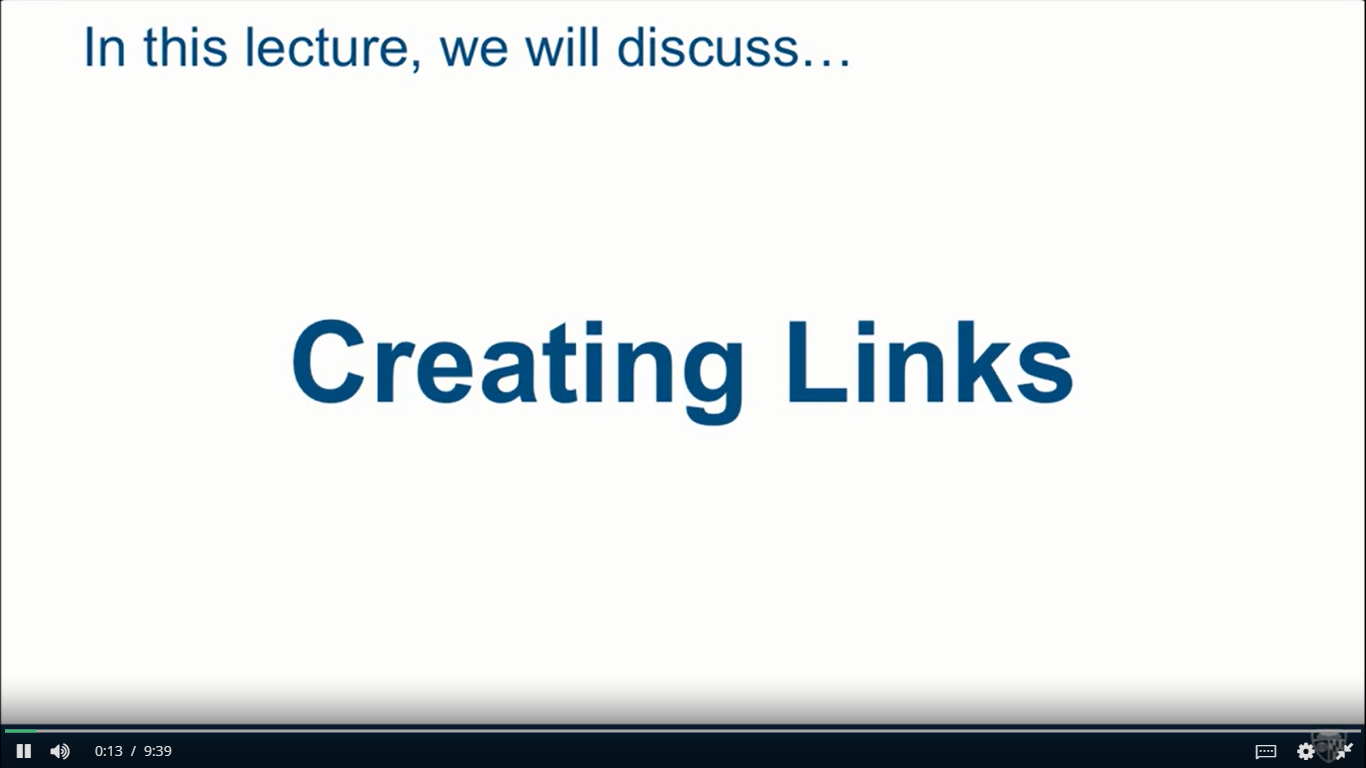 In this lecture, we will discuss…
Creating Links
0:13 / 9:39